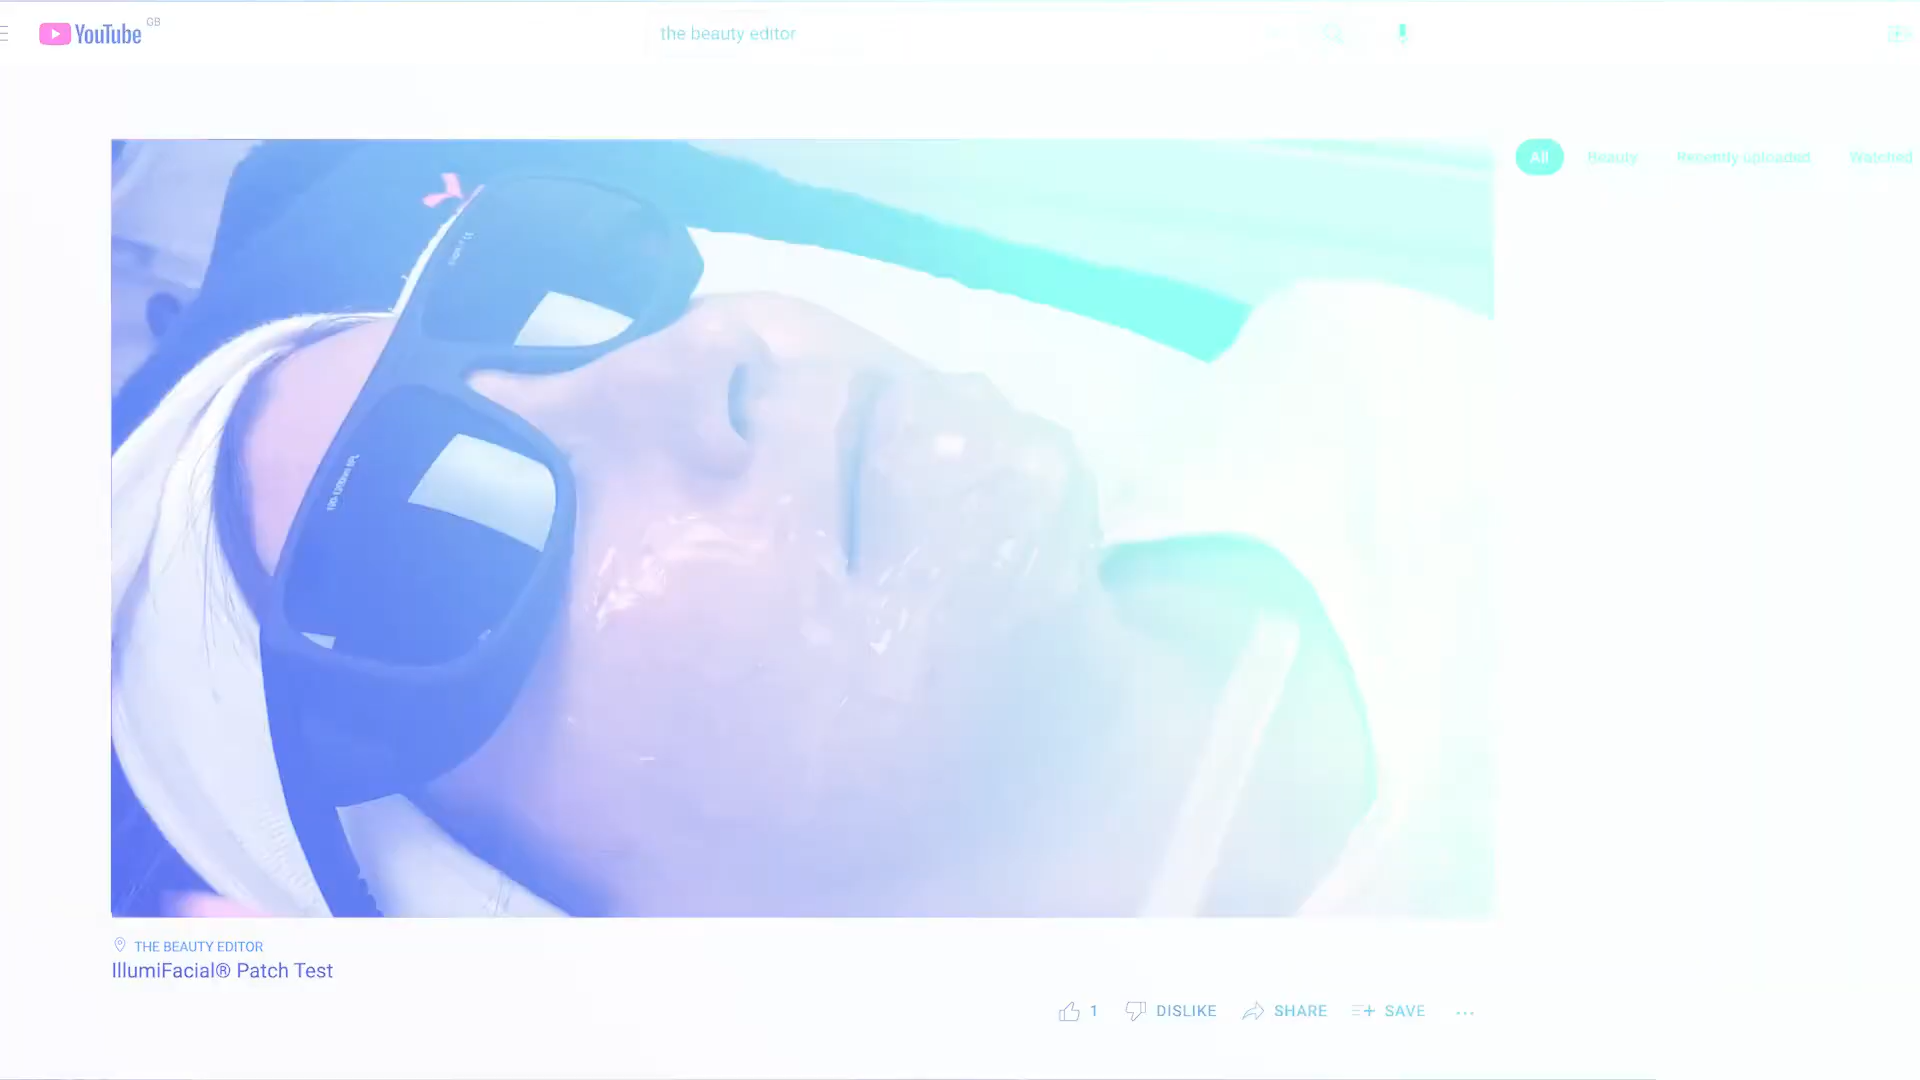 YouTube GB
the beauty editor
All Beauty Recently uploaded Watched
THE BEAUTY EDITOR
IllumiFacial® Patch Test
1 DISLIKE SHARE SAVE